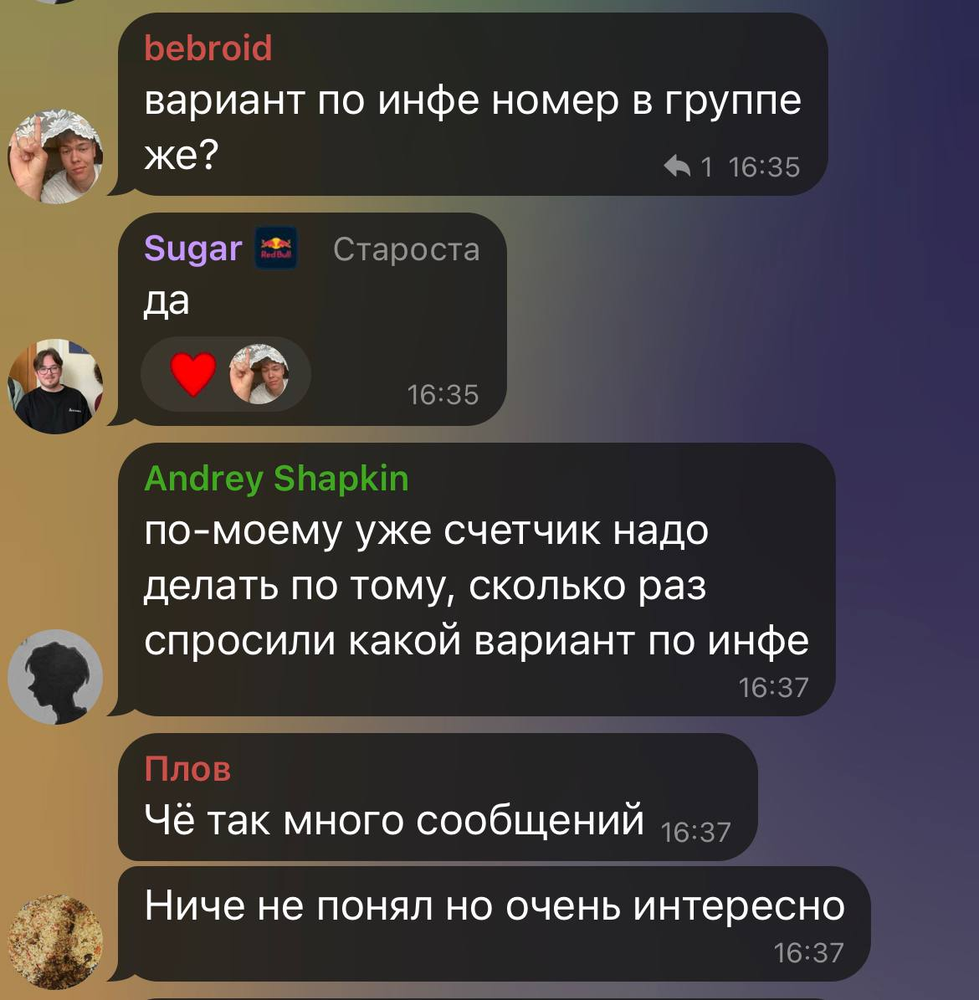 bebroid
вариант по инфе номер в группе
же?
1 16:35
Sugar Red Bull Староста
да
16:35
Andrey Shapkin
по-моему уже счетчик надо
делать по тому, сколько раз
спросили какой вариант по инфе
16:37
Плов
Чё так много сообщений 16:37
Ниче не понял но очень интересно
16:37